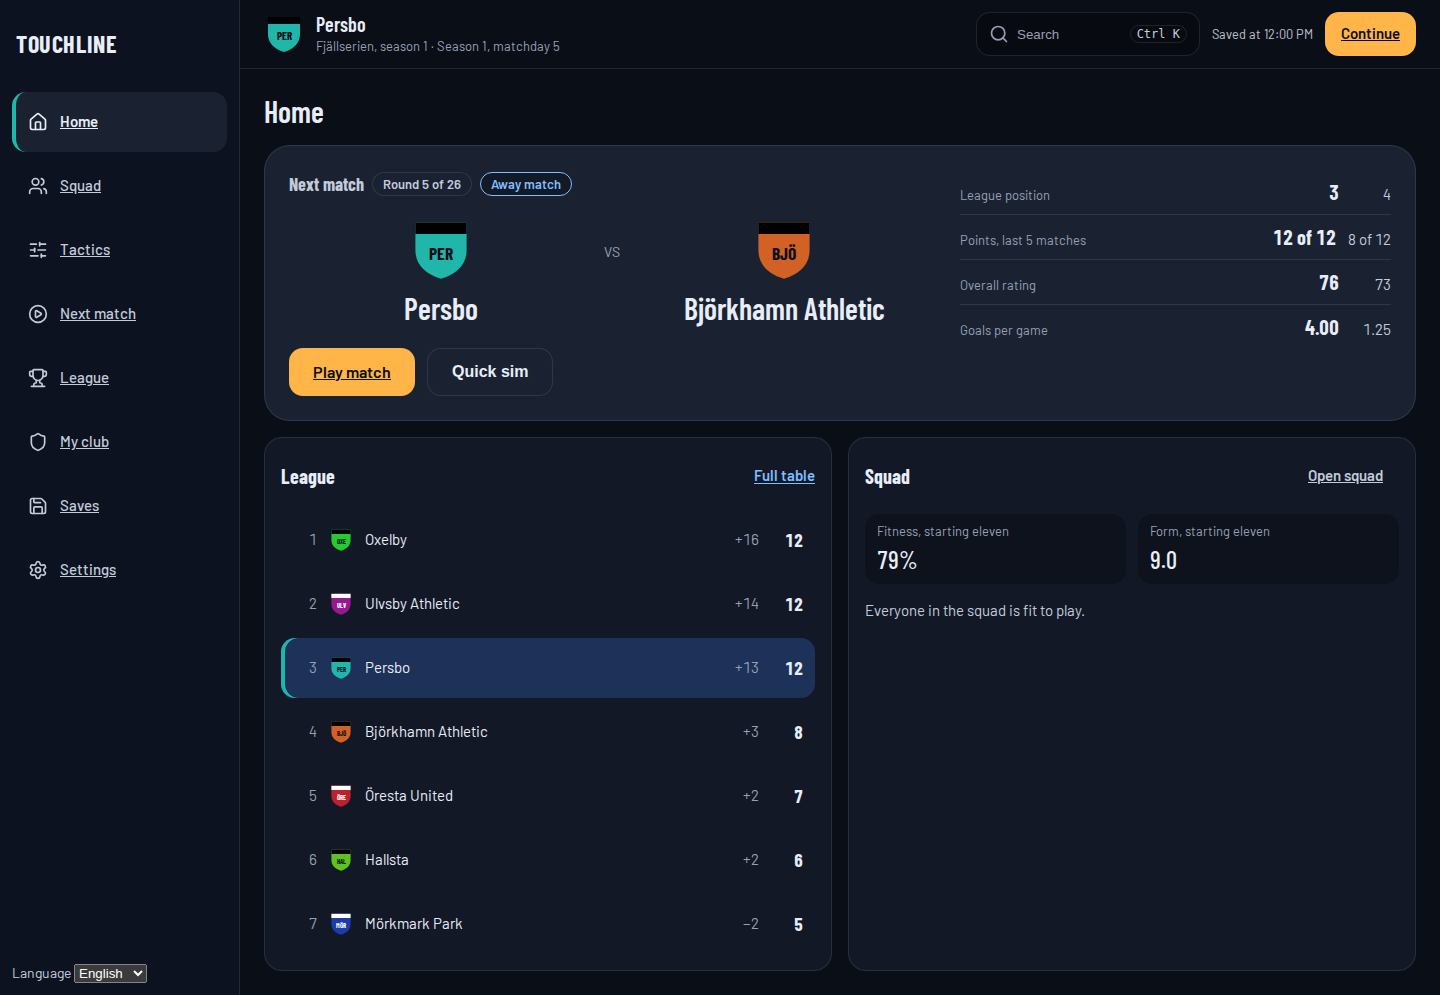 TOUCHLINE
Home
Squad
Tactics
Next match
League
My club
Saves
Settings
Language English
PER
Persbo
Fjällserien, season 1 · Season 1, matchday 5
Search Ctrl K
Saved at 12:00 PM
Continue
Home
Next match Round 5 of 26 Away match
PER VS BJÖ
Persbo Björkhamn Athletic
Play match Quick sim
League position 3 4
Points, last 5 matches 12 of 12 8 of 12
Overall rating 76 73
Goals per game 4.00 1.25
League Full table
1 OXE Oxelby +16 12
2 ULV Ulvsby Athletic +14 12
3 PER Persbo +13 12
4 BJÖ Björkhamn Athletic +3 8
5 ÖRE Öresta United +2 7
6 HAL Hallsta +2 6
7 MÖR Mörkmark Park −2 5
Squad Open squad
Fitness, starting eleven
79%
Form, starting eleven
9.0
Everyone in the squad is fit to play.